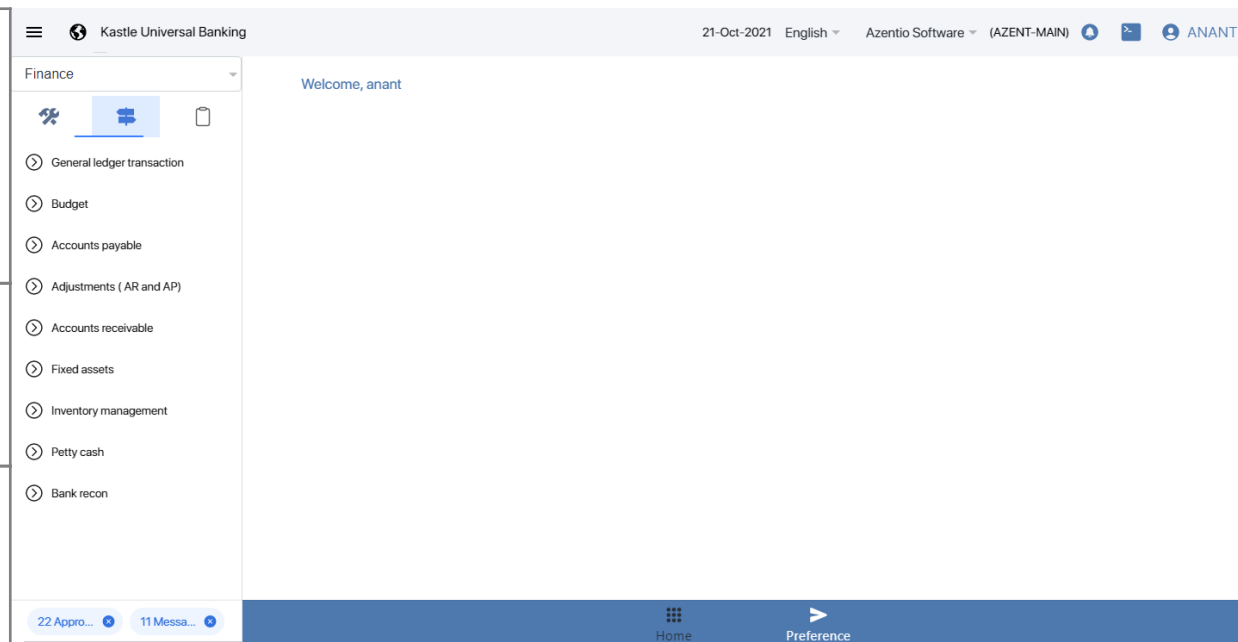 Kastle Universal Banking
21-Oct-2021 English Azentio Software (AZENT-MAIN) ANANT
Finance
Welcome, anant
General ledger transaction
Budget
Accounts payable
Adjustments ( AR and AP)
Accounts receivable
Fixed assets
Inventory management
Petty cash
Bank recon
22 Appro... 11 Messa...
Home Preference